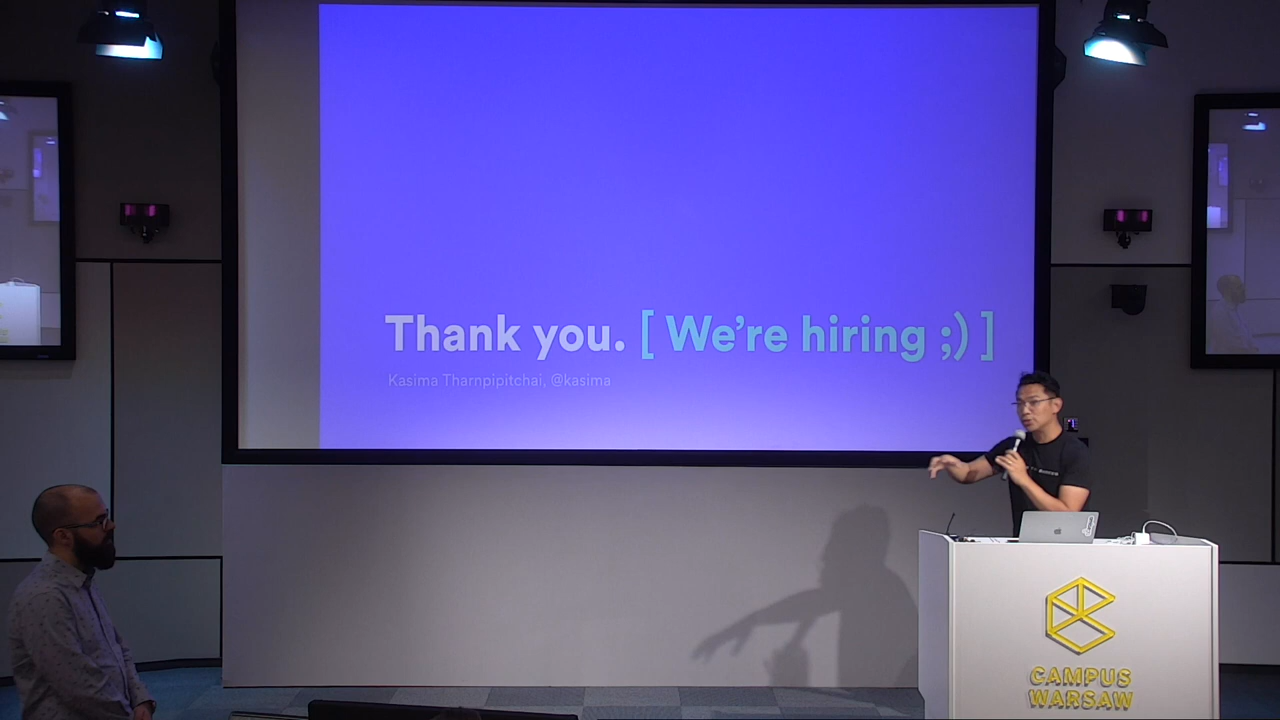 Thank you. [ We're hiring ;) ]
Kasima Tharnpipitchai, @kasima
CAMPUS
WARSAW